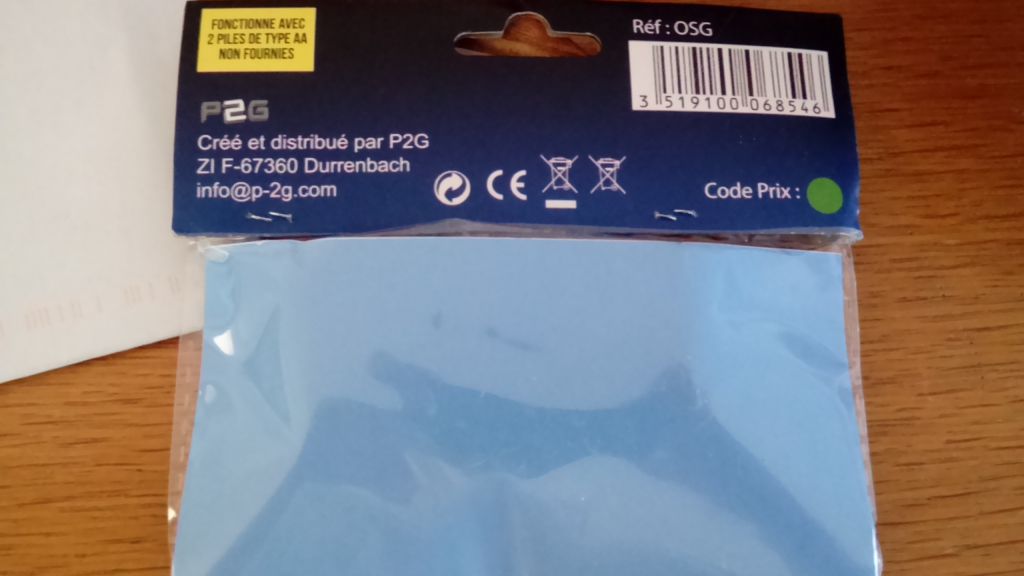 FONCTIONNE AVEC
2 PILES DE TYPE AA
NON FOURNIES
Réf : OSG
3 519100 068546
P2G
Créé et distribué par P2G
ZI F-67360 Durrenbach
info@p-2g.com
CE
Code Prix :